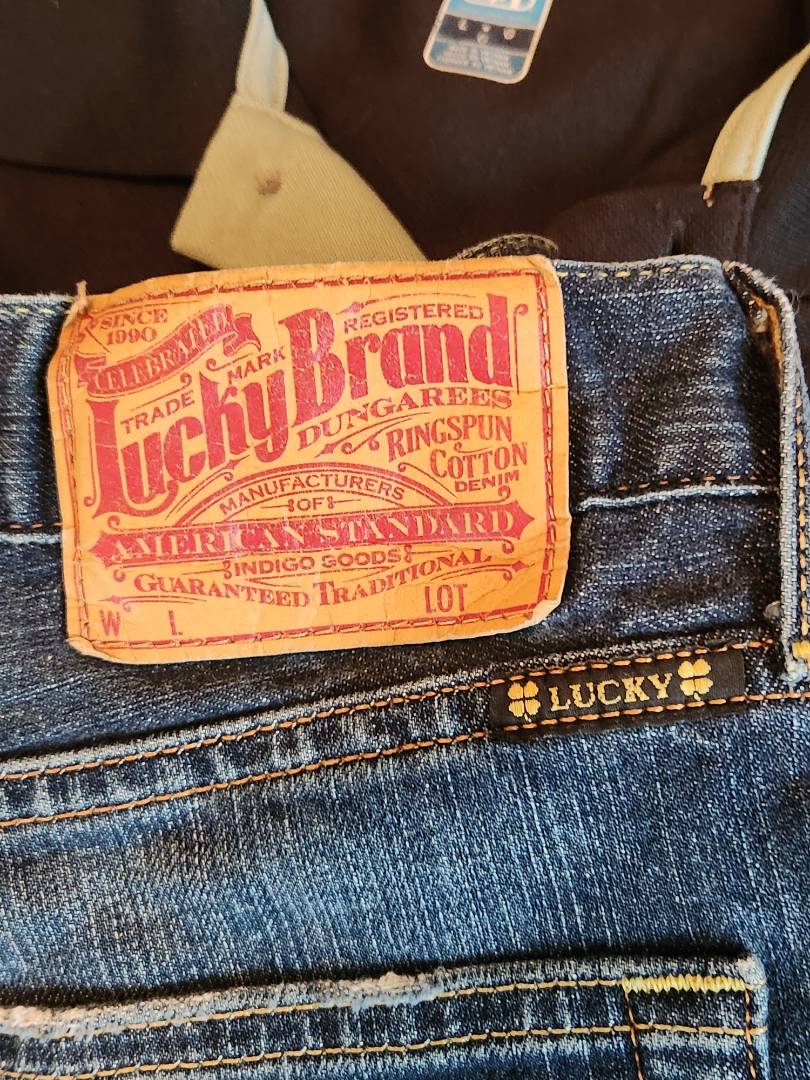 SINCE
1990
CELEBRATED
TRADE MARK REGISTERED
Lucky Brand
DUNGAREES
RINGSPUN
COTTON
DENIM
MANUFACTURERS
OF
AMERICAN STANDARD
INDIGO GOODS
GUARANTEED TRADITIONAL
W L LOT
LUCKY